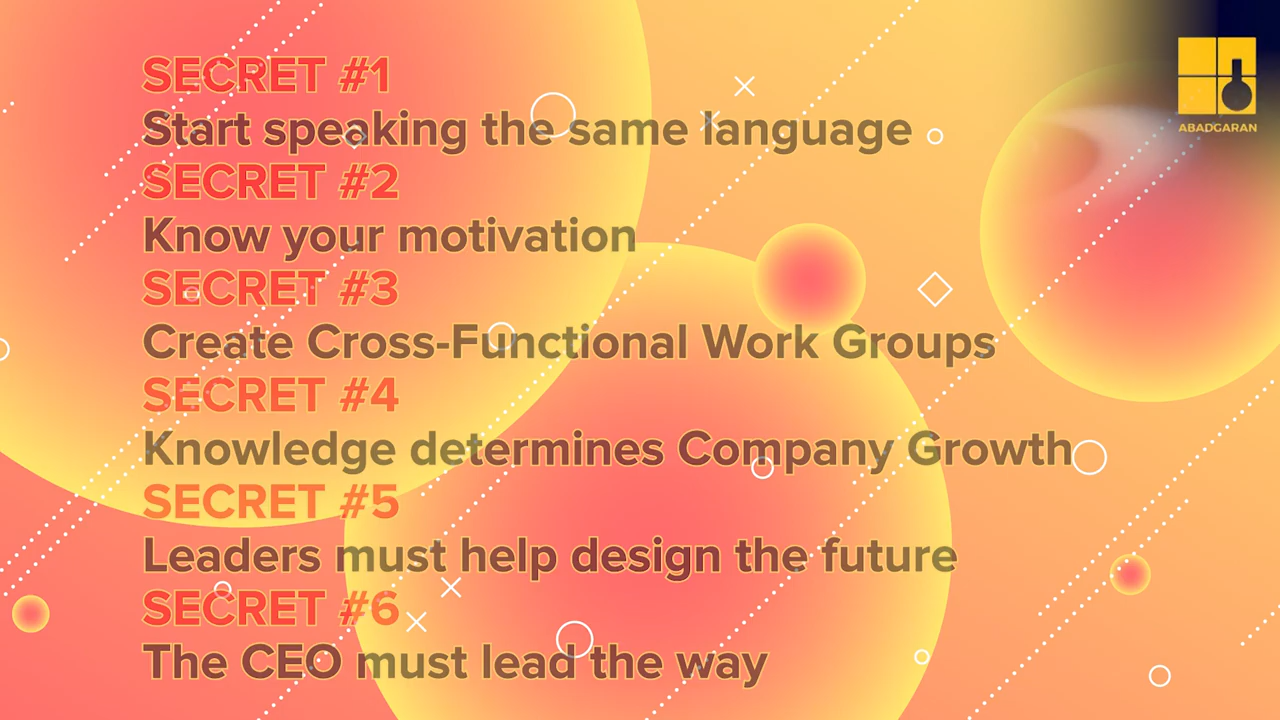 SECRET #1
Start speaking the same language
SECRET #2
Know your motivation
SECRET #3
Create Cross-Functional Work Groups
SECRET #4
Knowledge determines Company Growth
SECRET #5
Leaders must help design the future
SECRET #6
The CEO must lead the way
ABADGARAN